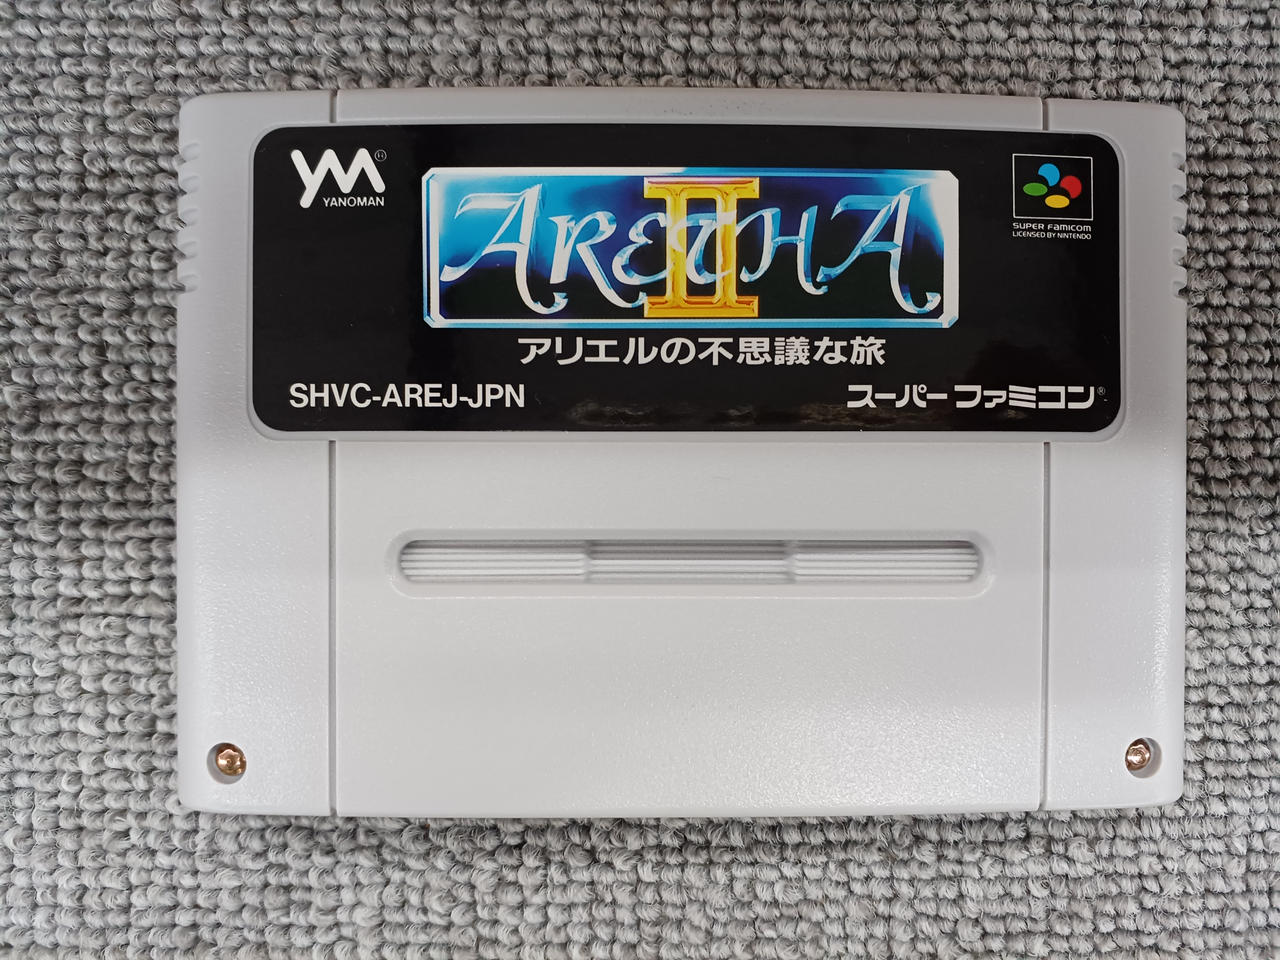 YM®
YANOMAN
ARETHA II
SUPER FAMICOM
LICENSED BY NINTENDO
アリエルの不思議な旅
SHVC-AREJ-JPN
スーパーファミコン®